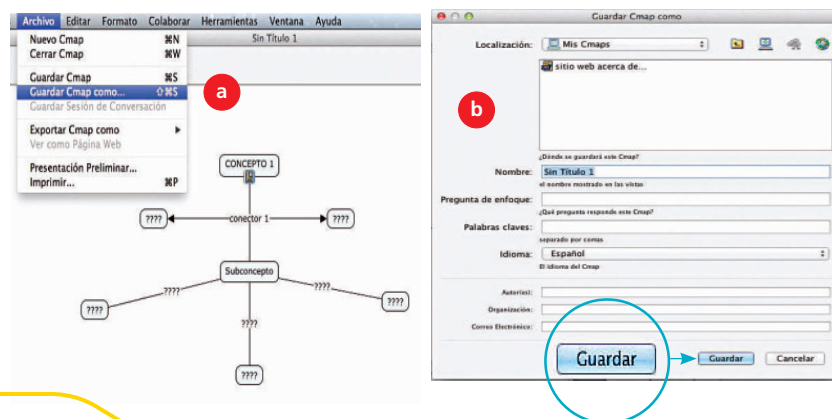 Archivo Editar Formato Colaborar Herramientas Ventana Ayuda
Sin Título 1
Nuevo Cmap ⌘N
Cerrar Cmap ⌘W
Guardar Cmap ⌘S
Guardar Cmap como... ⇧⌘S
Guardar Sesión de Conversación
Exportar Cmap como
Ver como Página Web
Presentación Preliminar...
Imprimir... ⌘P
a
CONCEPTO 1
???? conector 1 ????
Subconcepto
???? ????
???? ????
????
????
Guardar Cmap como
Localización: Mis Cmaps
sitio web acerca de...
b
¿Dónde se guardará este Cmap?
Nombre: Sin Título 1
el nombre mostrado en las vistas
Pregunta de enfoque:
¿Qué pregunta responde este Cmap?
Palabras claves:
separado por comas
Idioma: Español
El idioma del Cmap
Autor(es):
Organización:
Correo Electrónico:
Guardar Guardar Cancelar